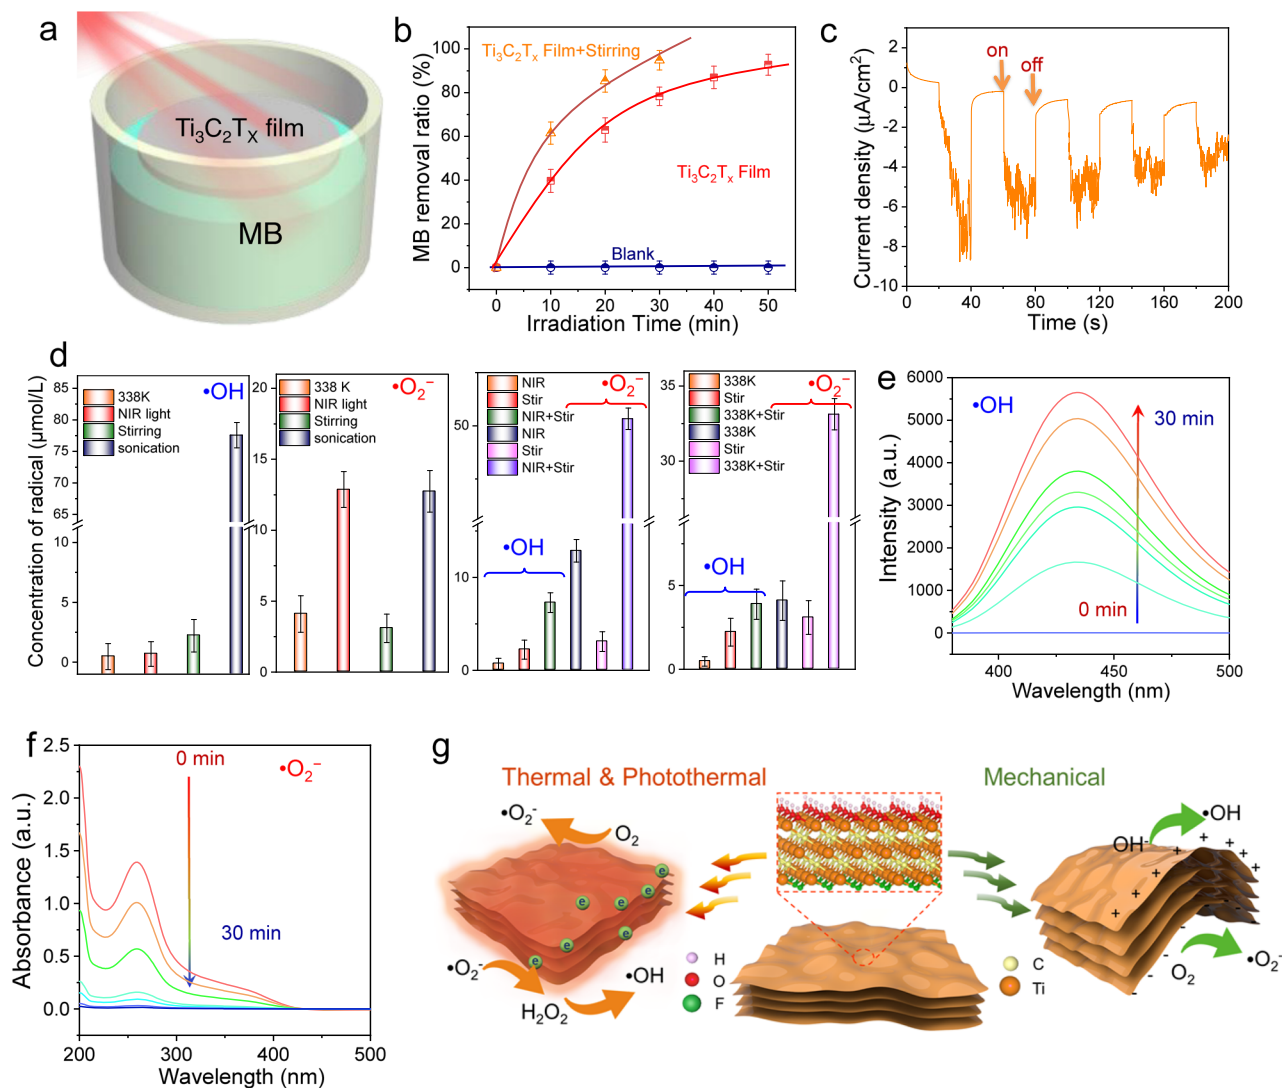 a
Ti₃C₂Tₓ film
MB
b
MB removal ratio (%)
100
80
60
40
20
0
Ti₃C₂Tₓ Film+Stirring
Ti₃C₂Tₓ Film
Blank
0 10 20 30 40 50
Irradiation Time (min)
c
Current density (µA/cm²)
2
0
-2
-4
-6
-8
-10
on
off
0 40 80 120 160 200
Time (s)
d
Concentration of radical (µmol/L)
85
80
75
70
65
10
5
0
338K
NIR light
Stirring
sonication
•OH
20
15
10
5
0
338 K
NIR light
Stirring
sonication
•O₂⁻
50
10
0
NIR
Stir
NIR+Stir
NIR
Stir
NIR+Stir
•O₂⁻
•OH
35
30
5
0
338K
Stir
338K+Stir
338K
Stir
338K+Stir
•O₂⁻
•OH
e
Intensity (a.u.)
6000
5000
4000
3000
2000
1000
0
•OH
30 min
0 min
400 450 500
Wavelength (nm)
f
Absorbance (a.u.)
2.5
2.0
1.5
1.0
0.5
0.0
0 min
•O₂⁻
30 min
200 300 400 500
Wavelength (nm)
g
Thermal & Photothermal
Mechanical
•O₂⁻
O₂
e
e
e
e
e
e
e
•O₂⁻
H₂O₂
•OH
H
O
F
C
Ti
OH⁻
•OH
+ + + + + + + + +
- - - - -
O₂
•O₂⁻